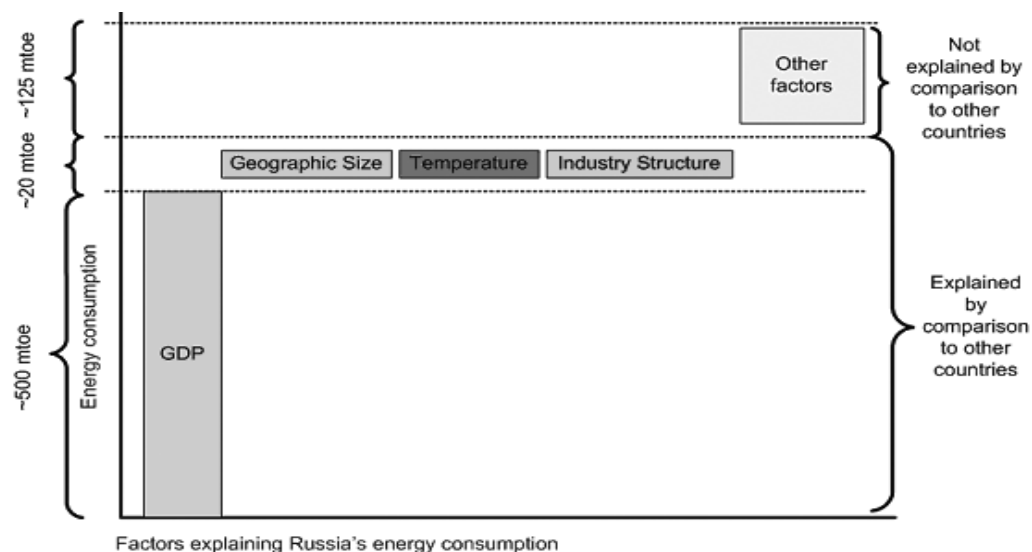 ~125 mtoe
~20 mtoe
~500 mtoe
Energy consumption
GDP
Geographic Size
Temperature
Industry Structure
Other
factors
Not
explained by
comparison
to other
countries
Explained
by
comparison
to other
countries
Factors explaining Russia's energy consumption